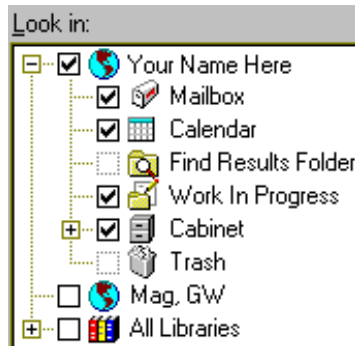 Look in:
Your Name Here
Mailbox
Calendar
Find Results Folder
Work In Progress
Cabinet
Trash
Mag, GW
All Libraries